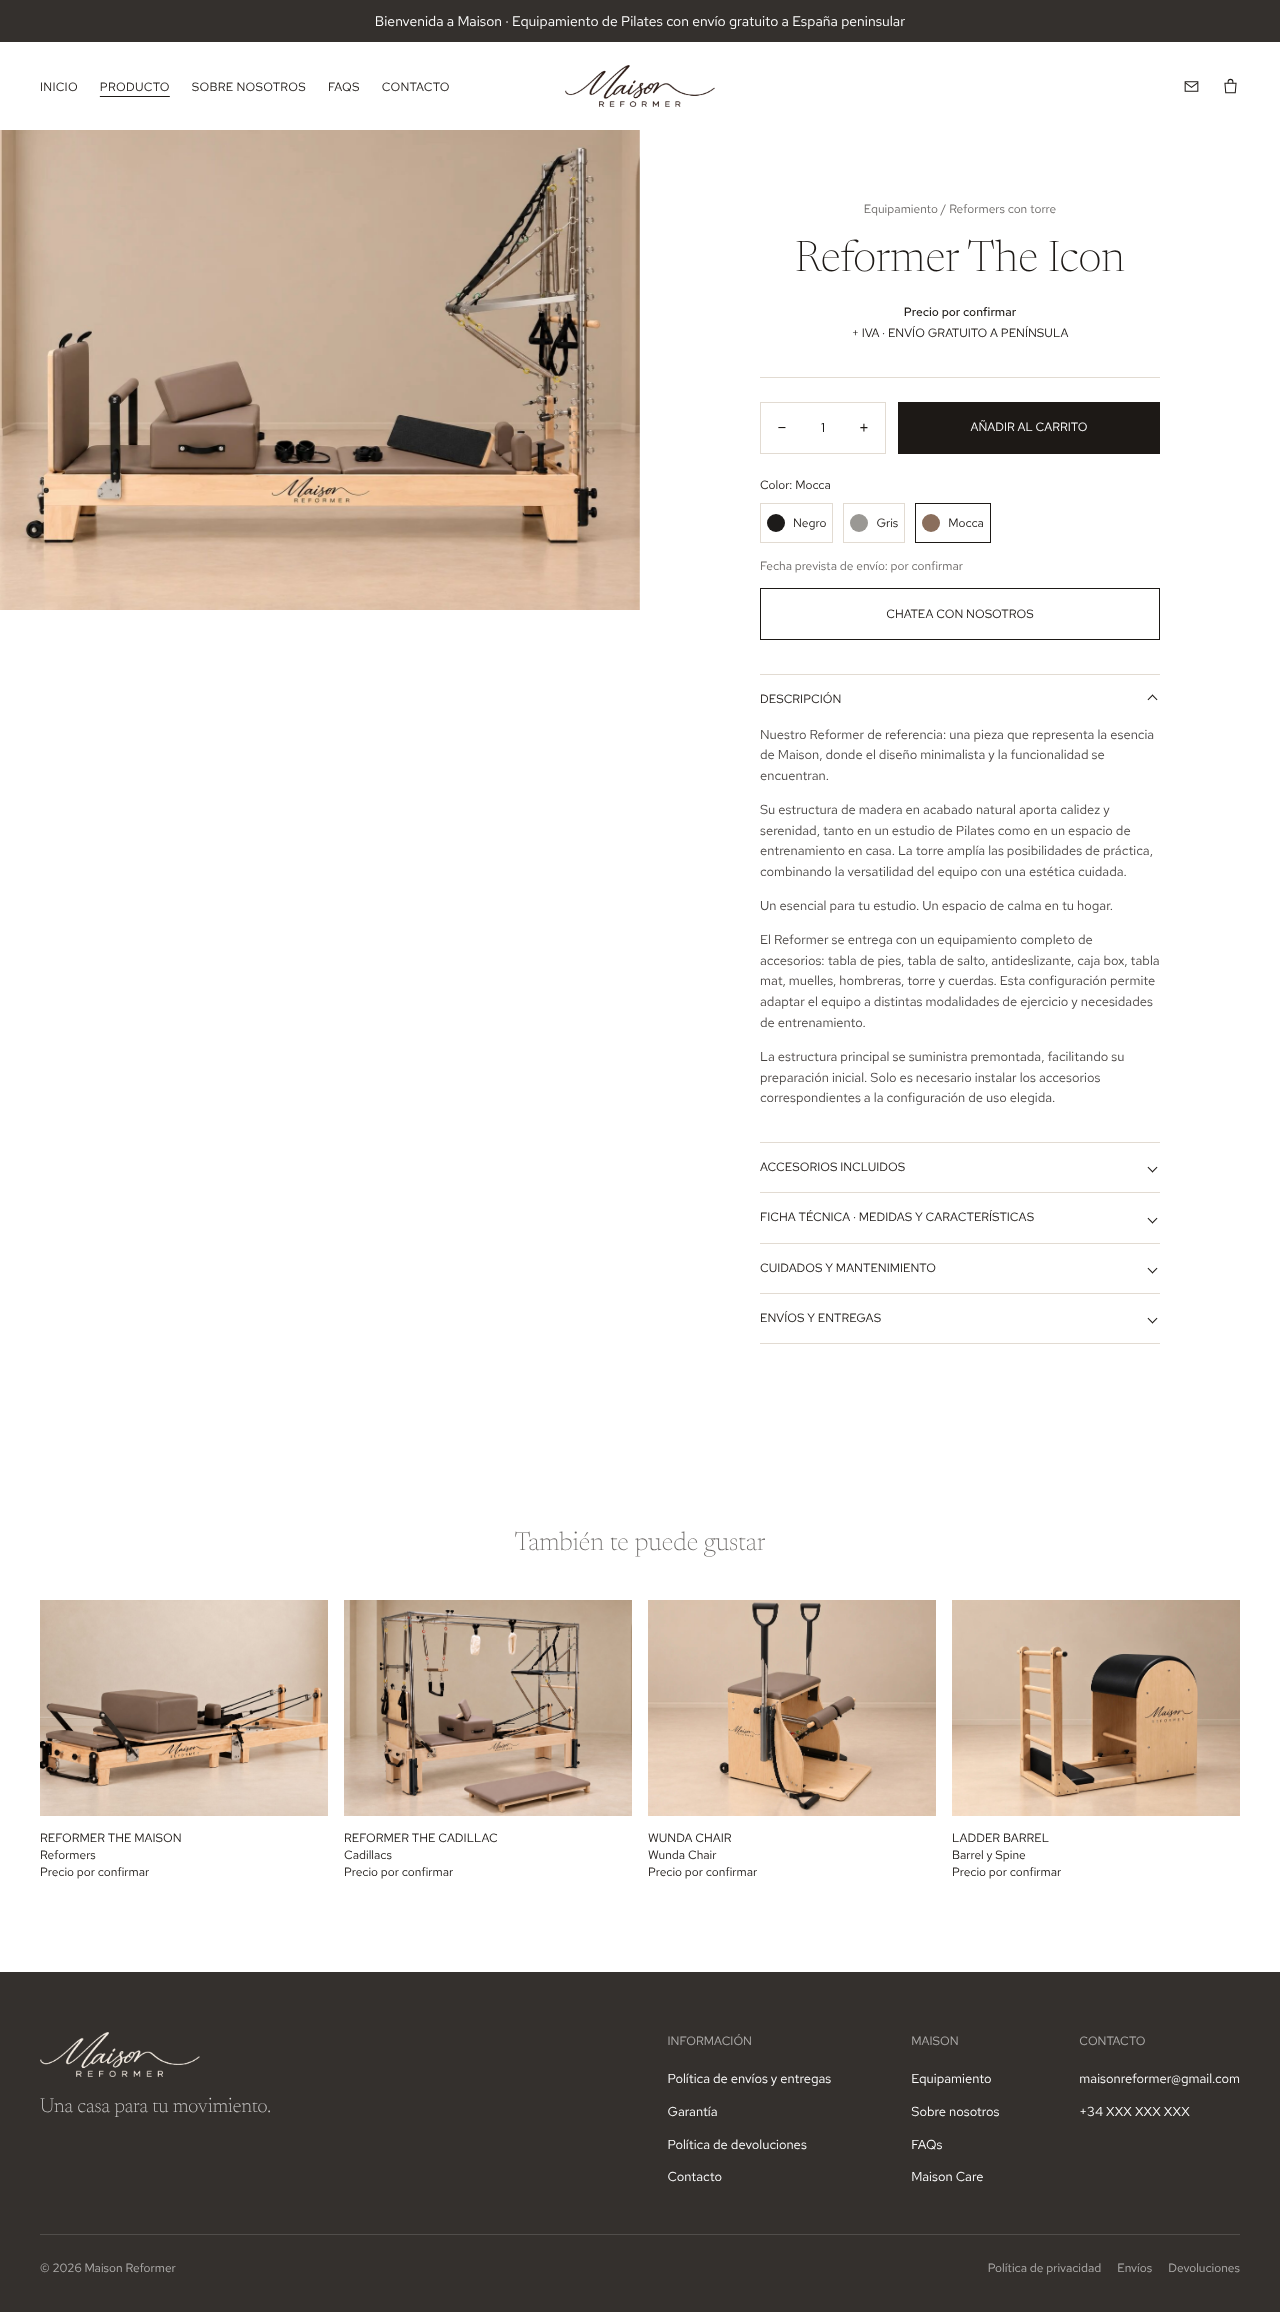 Bienvenida a Maison · Equipamiento de Pilates con envío gratuito a España peninsular
INICIO PRODUCTO SOBRE NOSOTROS FAQS CONTACTO
Maison
REFORMER
Maison
REFORMER
Equipamiento / Reformers con torre
Reformer The Icon
Precio por confirmar
+ IVA · ENVÍO GRATUITO A PENÍNSULA
− 1 +
AÑADIR AL CARRITO
Color: Mocca
Negro Gris Mocca
Fecha prevista de envío: por confirmar
CHATEA CON NOSOTROS
DESCRIPCIÓN
Nuestro Reformer de referencia: una pieza que representa la esencia
de Maison, donde el diseño minimalista y la funcionalidad se
encuentran.
Su estructura de madera en acabado natural aporta calidez y
serenidad, tanto en un estudio de Pilates como en un espacio de
entrenamiento en casa. La torre amplía las posibilidades de práctica,
combinando la versatilidad del equipo con una estética cuidada.
Un esencial para tu estudio. Un espacio de calma en tu hogar.
El Reformer se entrega con un equipamiento completo de
accesorios: tabla de pies, tabla de salto, antideslizante, caja box, tabla
mat, muelles, hombreras, torre y cuerdas. Esta configuración permite
adaptar el equipo a distintas modalidades de ejercicio y necesidades
de entrenamiento.
La estructura principal se suministra premontada, facilitando su
preparación inicial. Solo es necesario instalar los accesorios
correspondientes a la configuración de uso elegida.
ACCESORIOS INCLUIDOS
FICHA TÉCNICA · MEDIDAS Y CARACTERÍSTICAS
CUIDADOS Y MANTENIMIENTO
ENVÍOS Y ENTREGAS
También te puede gustar
Maison
REFORMER
Maison
Maison
Maison
REFORMER
REFORMER THE MAISON
Reformers
Precio por confirmar
REFORMER THE CADILLAC
Cadillacs
Precio por confirmar
WUNDA CHAIR
Wunda Chair
Precio por confirmar
LADDER BARREL
Barrel y Spine
Precio por confirmar
Maison
REFORMER
Una casa para tu movimiento.
INFORMACIÓN
Política de envíos y entregas
Garantía
Política de devoluciones
Contacto
MAISON
Equipamiento
Sobre nosotros
FAQs
Maison Care
CONTACTO
maisonreformer@gmail.com
+34 XXX XXX XXX
© 2026 Maison Reformer
Política de privacidad Envíos Devoluciones